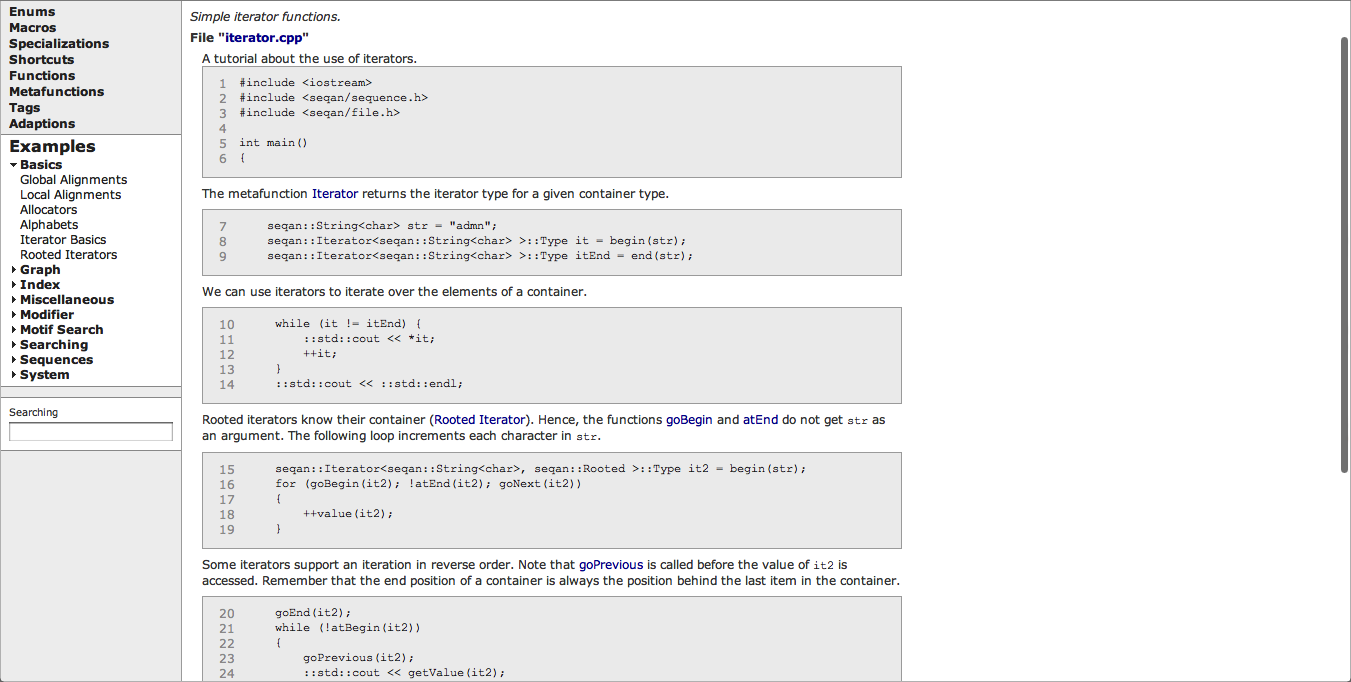 Enums
Macros
Specializations
Shortcuts
Functions
Metafunctions
Tags
Adaptions
Examples
Basics
Global Alignments
Local Alignments
Allocators
Alphabets
Iterator Basics
Rooted Iterators
Graph
Index
Miscellaneous
Modifier
Motif Search
Searching
Sequences
System
Searching
Simple iterator functions.
File "iterator.cpp"
A tutorial about the use of iterators.
1 #include <iostream>
2 #include <seqan/sequence.h>
3 #include <seqan/file.h>
4
5 int main()
6 {
The metafunction Iterator returns the iterator type for a given container type.
7 seqan::String<char> str = "admn";
8 seqan::Iterator<seqan::String<char> >::Type it = begin(str);
9 seqan::Iterator<seqan::String<char> >::Type itEnd = end(str);
We can use iterators to iterate over the elements of a container.
10 while (it != itEnd) {
11 ::std::cout << *it;
12 ++it;
13 }
14 ::std::cout << ::std::endl;
Rooted iterators know their container (Rooted Iterator). Hence, the functions goBegin and atEnd do not get str as
an argument. The following loop increments each character in str.
15 seqan::Iterator<seqan::String<char>, seqan::Rooted >::Type it2 = begin(str);
16 for (goBegin(it2); !atEnd(it2); goNext(it2))
17 {
18 ++value(it2);
19 }
Some iterators support an iteration in reverse order. Note that goPrevious is called before the value of it2 is
accessed. Remember that the end position of a container is always the position behind the last item in the container.
20 goEnd(it2);
21 while (!atBegin(it2))
22 {
23 goPrevious(it2);
24 ::std::cout << getValue(it2);